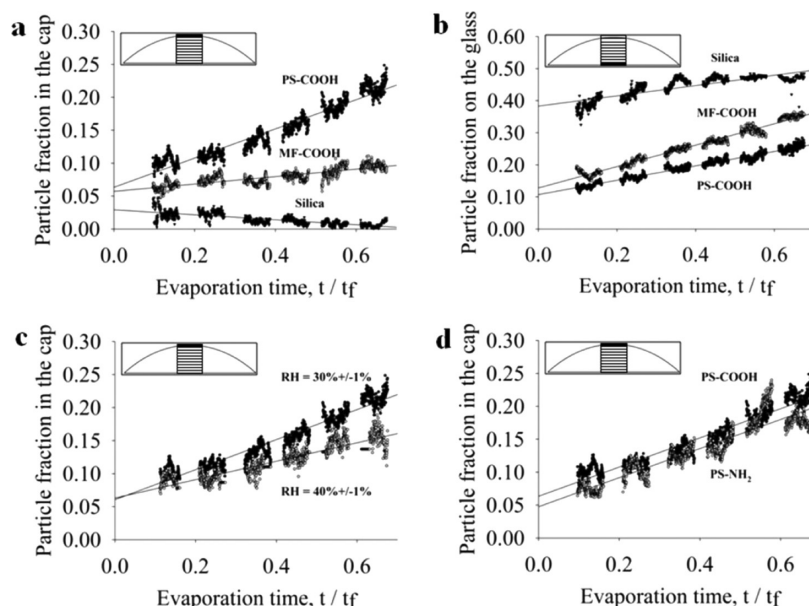 a
Particle fraction in the cap
0.30
0.25
0.20
0.15
0.10
0.05
0.00
PS-COOH
MF-COOH
Silica
0.0 0.2 0.4 0.6
Evaporation time, t / tf
b
Particle fraction on the glass
0.60
0.50
0.40
0.30
0.20
0.10
0.00
Silica
MF-COOH
PS-COOH
0.0 0.2 0.4 0.6
Evaporation time, t / tf
c
Particle fraction in the cap
0.30
0.25
0.20
0.15
0.10
0.05
0.00
RH = 30%+/-1%
RH = 40%+/-1%
0.0 0.2 0.4 0.6
Evaporation time, t / tf
d
Particle fraction in the cap
0.30
0.25
0.20
0.15
0.10
0.05
0.00
PS-COOH
PS-NH₂
0.0 0.2 0.4 0.6
Evaporation time, t / tf